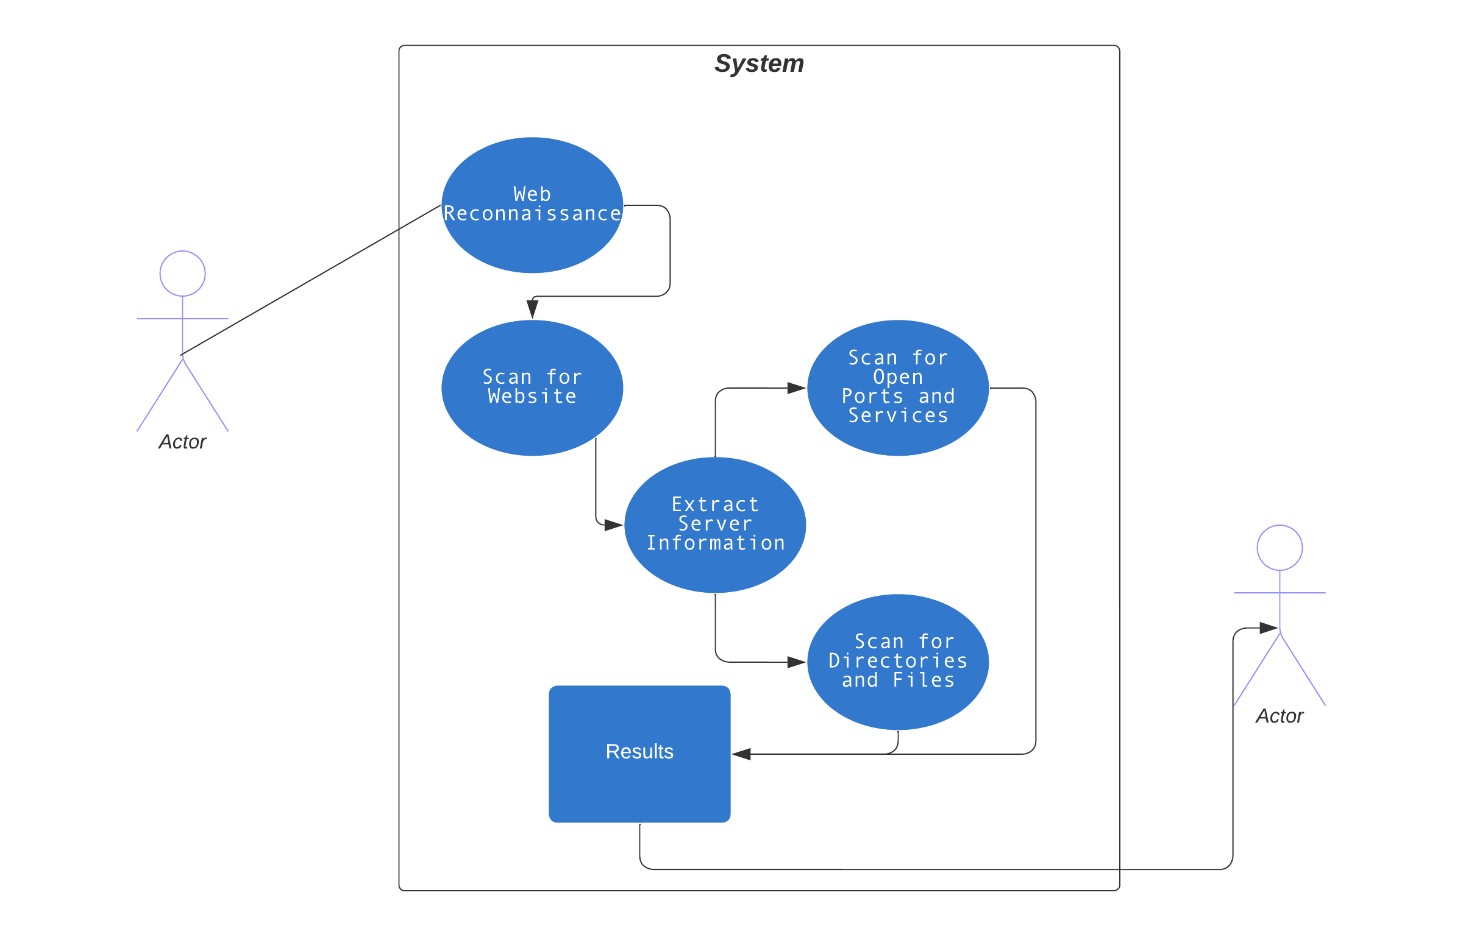 System
Web
Reconnaissance
Scan for
Website
Scan for
Open
Ports and
Services
Actor
Extract
Server
Information
Scan for
Directories
and Files
Actor
Results